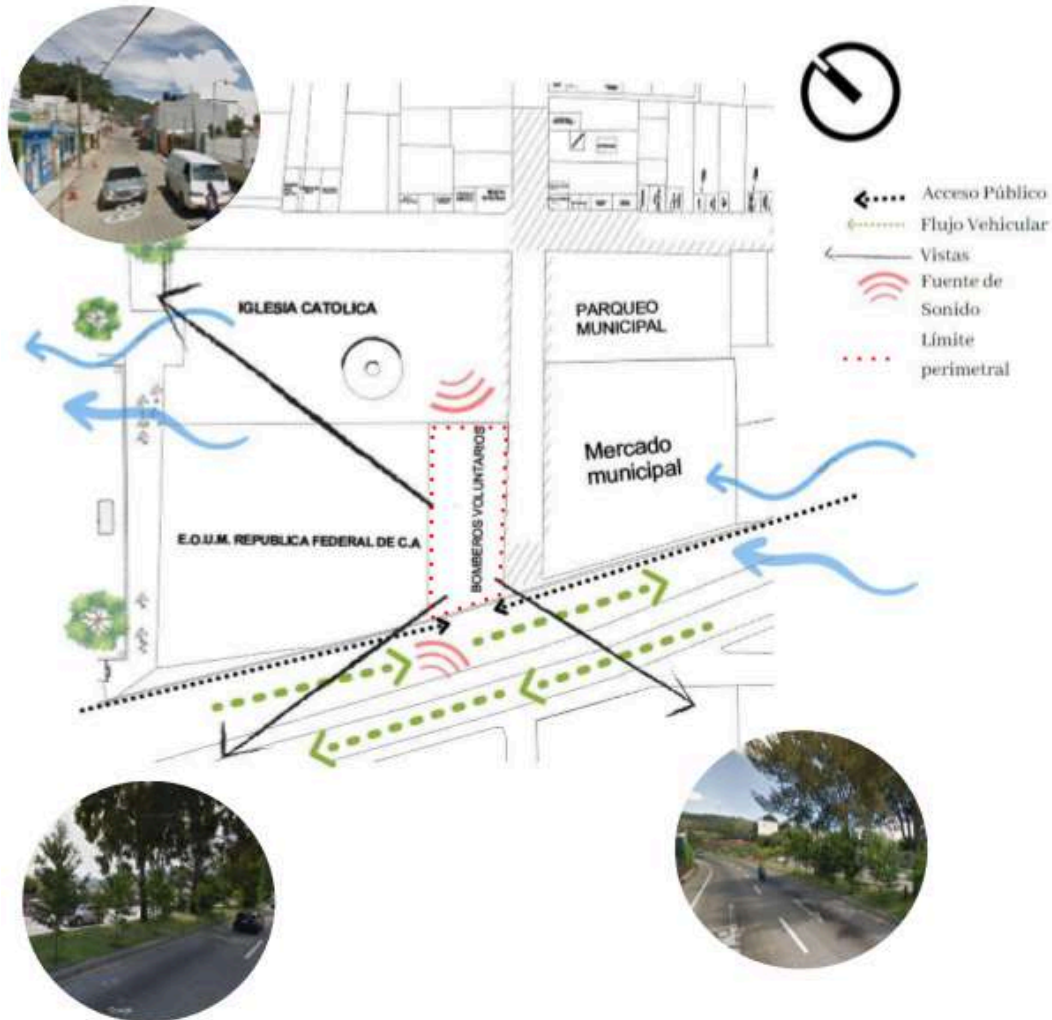 Acceso Público
Flujo Vehicular
Vistas
Fuente de
Sonido
Límite
perimetral
IGLESIA CATOLICA
PARQUEO
MUNICIPAL
Mercado
municipal
BOMBEROS VOLUNTARIOS
E.O.U.M. REPUBLICA FEDERAL DE C.A